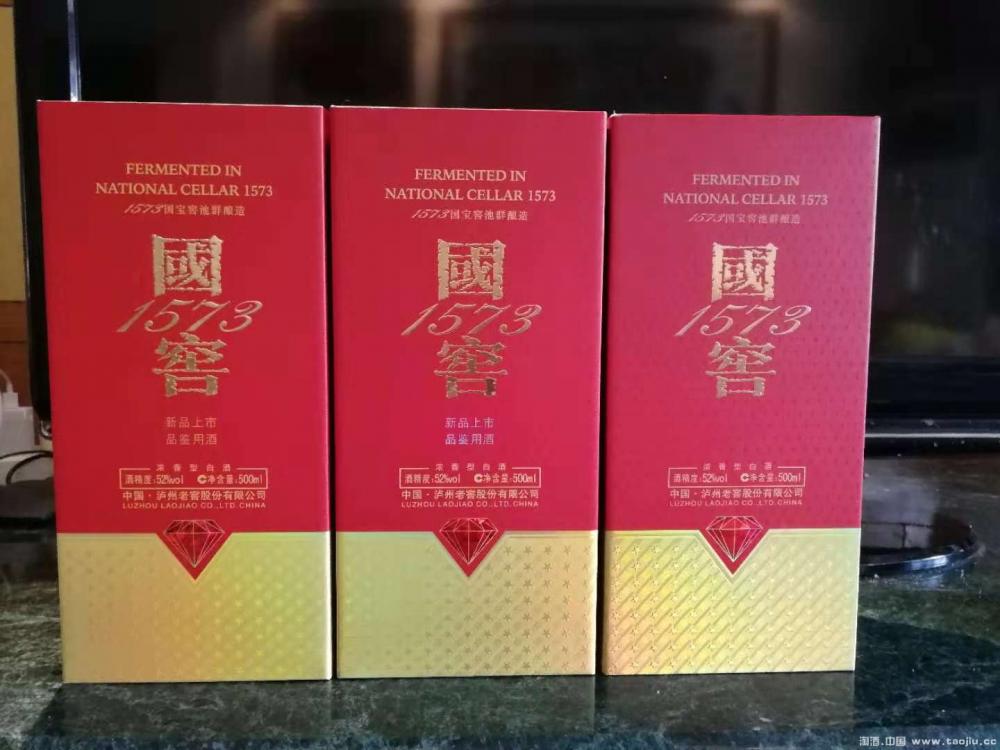 FERMENTED IN
NATIONAL CELLAR 1573
1573国宝窖池群酿造
國
1573
窖
新品上市
品鉴用酒
浓香型白酒
酒精度:52%vol C净含量:500ml
中国·泸州老窖股份有限公司
LUZHOU LAOJIAO CO.,LTD.CHINA
FERMENTED IN
NATIONAL CELLAR 1573
1573国宝窖池群酿造
國
1573
窖
新品上市
品鉴用酒
浓香型白酒
酒精度:52%vol C净含量:500ml
中国·泸州老窖股份有限公司
LUZHOU LAOJIAO CO.,LTD.CHINA
FERMENTED IN
NATIONAL CELLAR 1573
1573国宝窖池群酿造
國
1573
窖
浓香型白酒
酒精度:52%vol C净含量:500ml
中国·泸州老窖股份有限公司
LUZHOU LAOJIAO CO.,LTD.CHINA
淘酒.中国 www.taojiu.cc